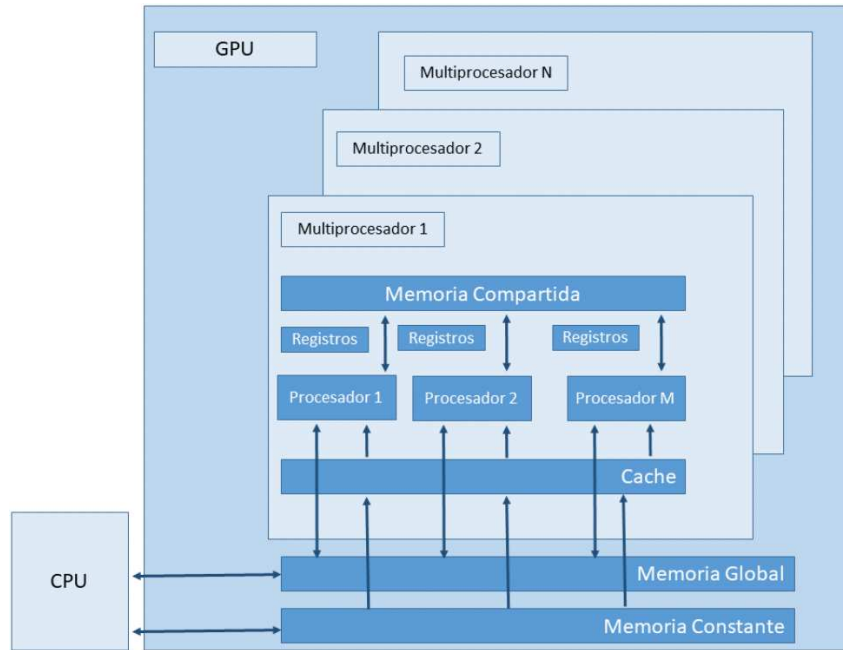 GPU
Multiprocesador N
Multiprocesador 2
Multiprocesador 1
Memoria Compartida
Registros Registros Registros
Procesador 1 Procesador 2 Procesador M
Cache
CPU
Memoria Global
Memoria Constante